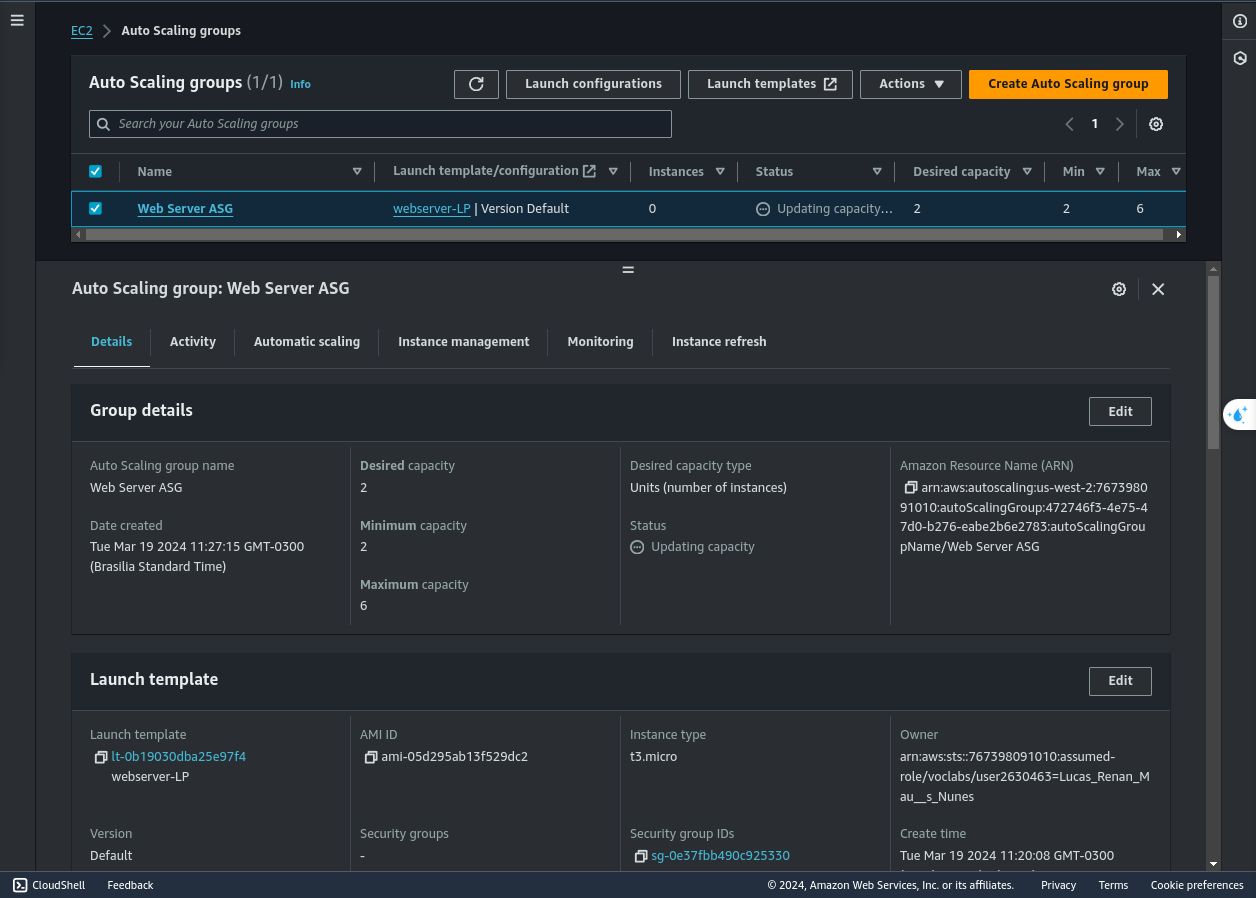 EC2 Auto Scaling groups
Auto Scaling groups (1/1) Info Launch configurations Launch templates Actions Create Auto Scaling group
Search your Auto Scaling groups 1
Name Launch template/configuration Instances Status Desired capacity Min Max
Web Server ASG webserver-LP | Version Default 0 Updating capacity... 2 2 6
Auto Scaling group: Web Server ASG
Details Activity Automatic scaling Instance management Monitoring Instance refresh
Group details Edit
Auto Scaling group name
Web Server ASG
Date created
Tue Mar 19 2024 11:27:15 GMT-0300
(Brasilia Standard Time)
Desired capacity
2
Minimum capacity
2
Maximum capacity
6
Desired capacity type
Units (number of instances)
Status
Updating capacity
Amazon Resource Name (ARN)
arn:aws:autoscaling:us-west-2:7673980
91010:autoScalingGroup:472746f3-4e75-4
7d0-b276-eabe2b6e2783:autoScalingGrou
pName/Web Server ASG
Launch template Edit
Launch template
lt-0b19030dba25e97f4
webserver-LP
AMI ID
ami-05d295ab13f529dc2
Instance type
t3.micro
Owner
arn:aws:sts::767398091010:assumed-
role/voclabs/user2630463=Lucas_Renan_M
au__s_Nunes
Version
Default
Security groups
-
Security group IDs
sg-0e37fbb490c925330
Create time
Tue Mar 19 2024 11:20:08 GMT-0300
CloudShell Feedback © 2024, Amazon Web Services, Inc. or its affiliates. Privacy Terms Cookie preferences